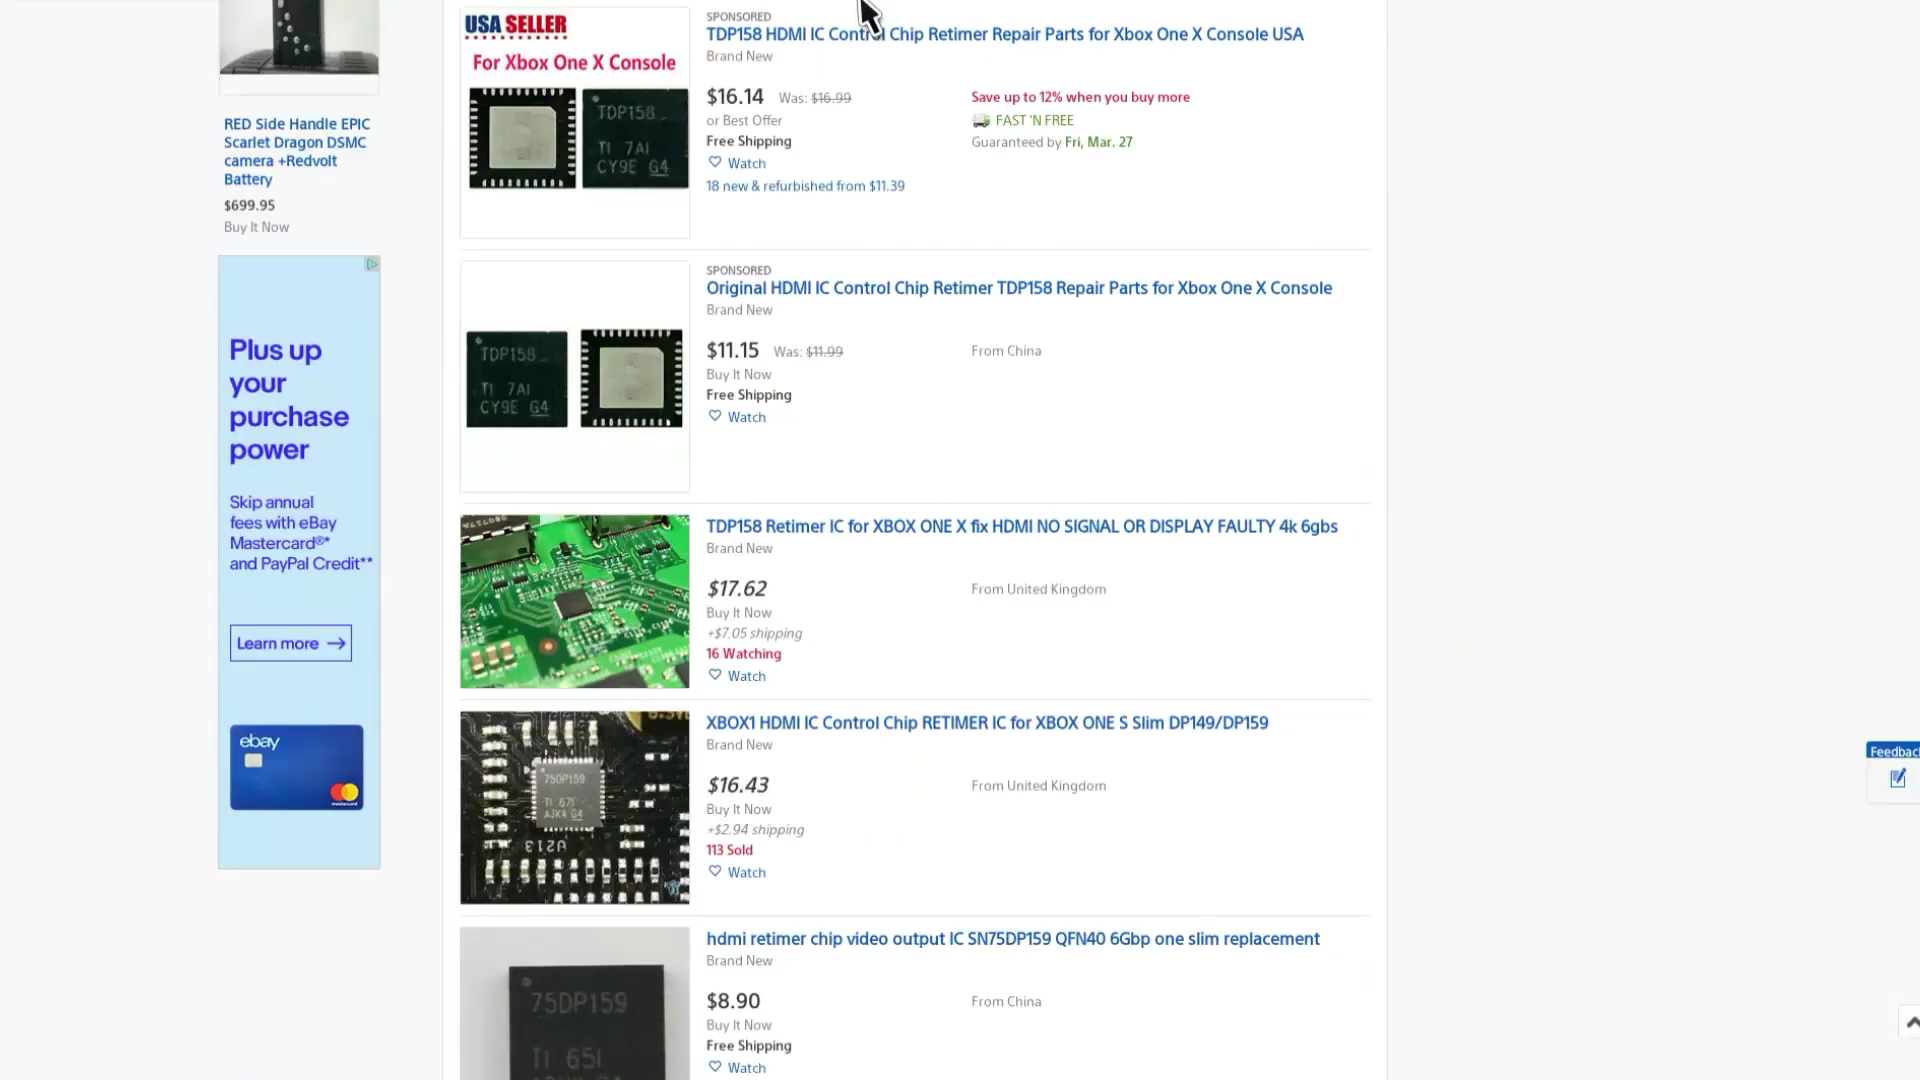 RED Side Handle EPIC
Scarlet Dragon DSMC
camera +Redvolt
Battery
$699.95
Buy It Now
Plus up
your
purchase
power
Skip annual
fees with eBay
Mastercard®*
and PayPal Credit**
Learn more
ebay
mastercard
USA SELLER
For Xbox One X Console
TDP158
TI 7AI
CY9E G4
SPONSORED
TDP158 HDMI IC Control Chip Retimer Repair Parts for Xbox One X Console USA
Brand New
$16.14 Was: $16.99
or Best Offer
Free Shipping
Watch
18 new & refurbished from $11.39
Save up to 12% when you buy more
FAST 'N FREE
Guaranteed by Fri, Mar. 27
TDP158
TI 7AI
CY9E G4
SPONSORED
Original HDMI IC Control Chip Retimer TDP158 Repair Parts for Xbox One X Console
Brand New
$11.15 Was: $11.99
From China
Buy It Now
Free Shipping
Watch
TDP158 Retimer IC for XBOX ONE X fix HDMI NO SIGNAL OR DISPLAY FAULTY 4k 6gbs
Brand New
$17.62
From United Kingdom
Buy It Now
+$7.05 shipping
16 Watching
Watch
75DP159
TI 67I
AJK4 G4
U213
XBOX1 HDMI IC Control Chip RETIMER IC for XBOX ONE S Slim DP149/DP159
Brand New
$16.43
From United Kingdom
Buy It Now
+$2.94 shipping
113 Sold
Watch
75DP159
TI 65I
hdmi retimer chip video output IC SN75DP159 QFN40 6Gbp one slim replacement
Brand New
$8.90
From China
Buy It Now
Free Shipping
Watch